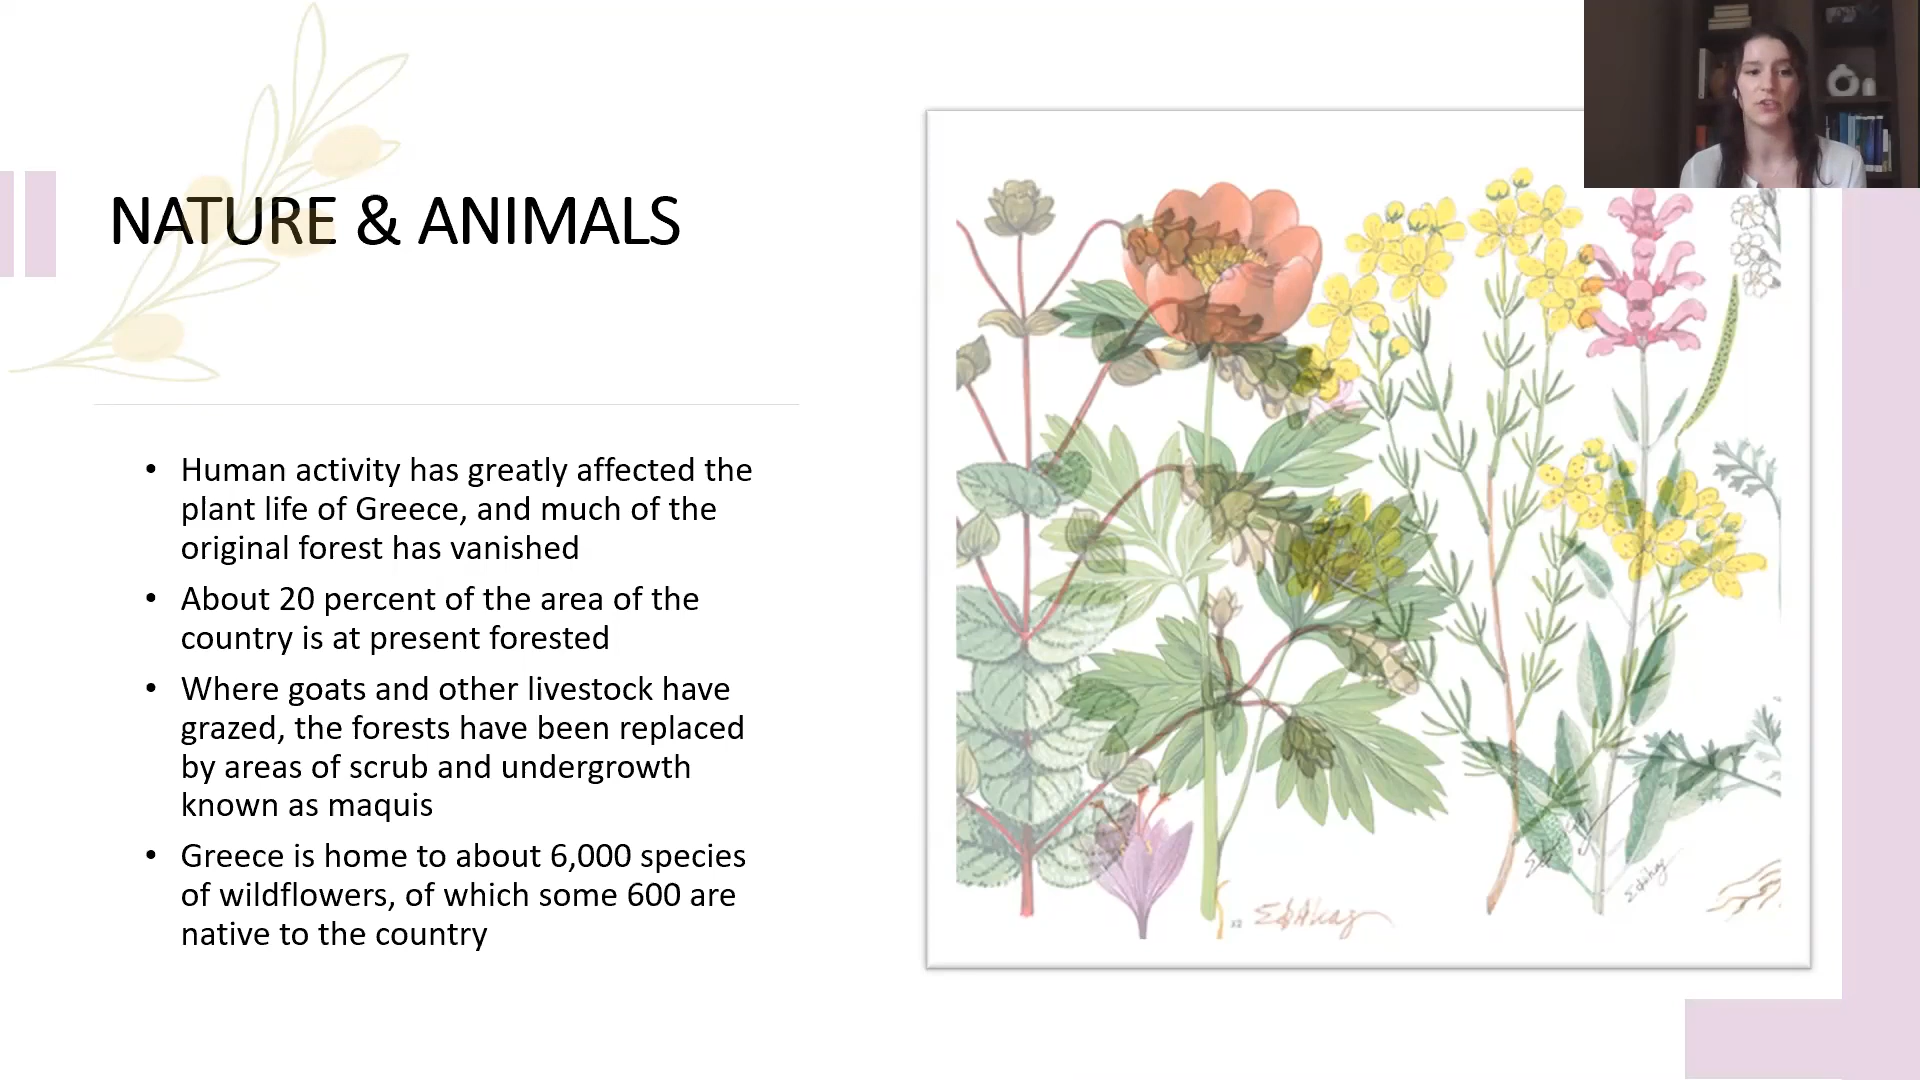 NATURE & ANIMALS
• Human activity has greatly affected the
plant life of Greece, and much of the
original forest has vanished
• About 20 percent of the area of the
country is at present forested
• Where goats and other livestock have
grazed, the forests have been replaced
by areas of scrub and undergrowth
known as maquis
• Greece is home to about 6,000 species
of wildflowers, of which some 600 are
native to the country